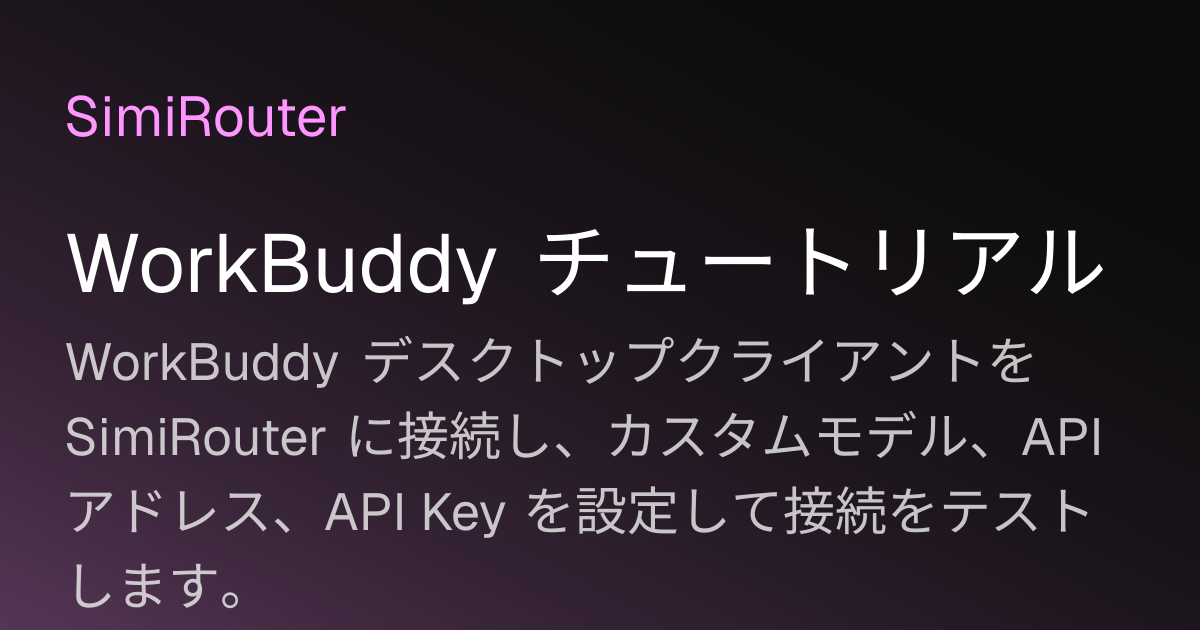 SimiRouter
WorkBuddy チュートリアル
WorkBuddy デスクトップクライアントを
SimiRouter に接続し、カスタムモデル、API
アドレス、API Key を設定して接続をテスト
します。